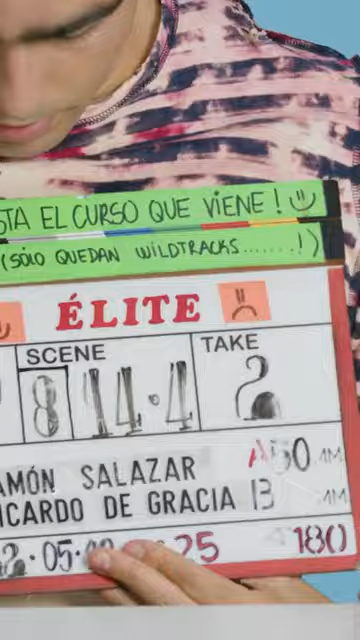 STA EL CURSO QUE VIENE!
(SÓLO QUEDAN WILDTRACKS.......!)
ÉLITE
SCENE
TAKE
8 14.4
2
AMÓN SALAZAR
ICARDO DE GRACIA 13
25 180